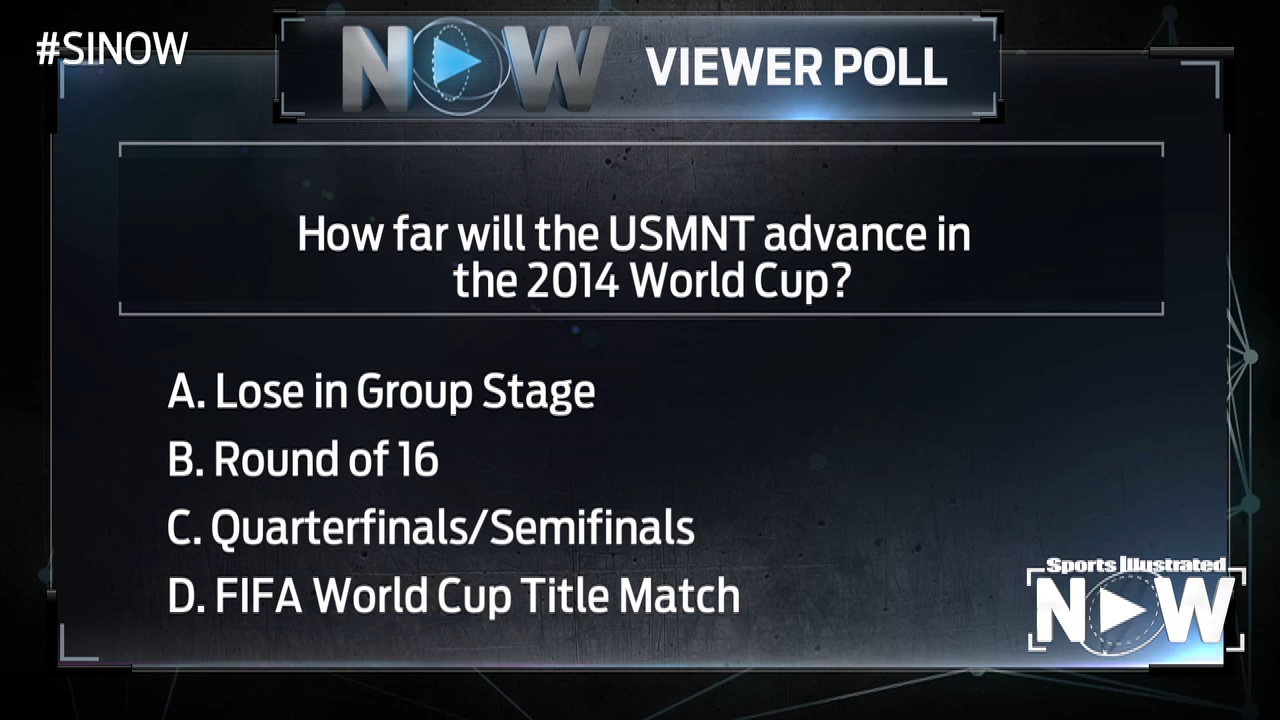 #SINOW
NOW VIEWER POLL
How far will the USMNT advance in
the 2014 World Cup?
A. Lose in Group Stage
B. Round of 16
C. Quarterfinals/Semifinals
D. FIFA World Cup Title Match
Sports Illustrated
NOW